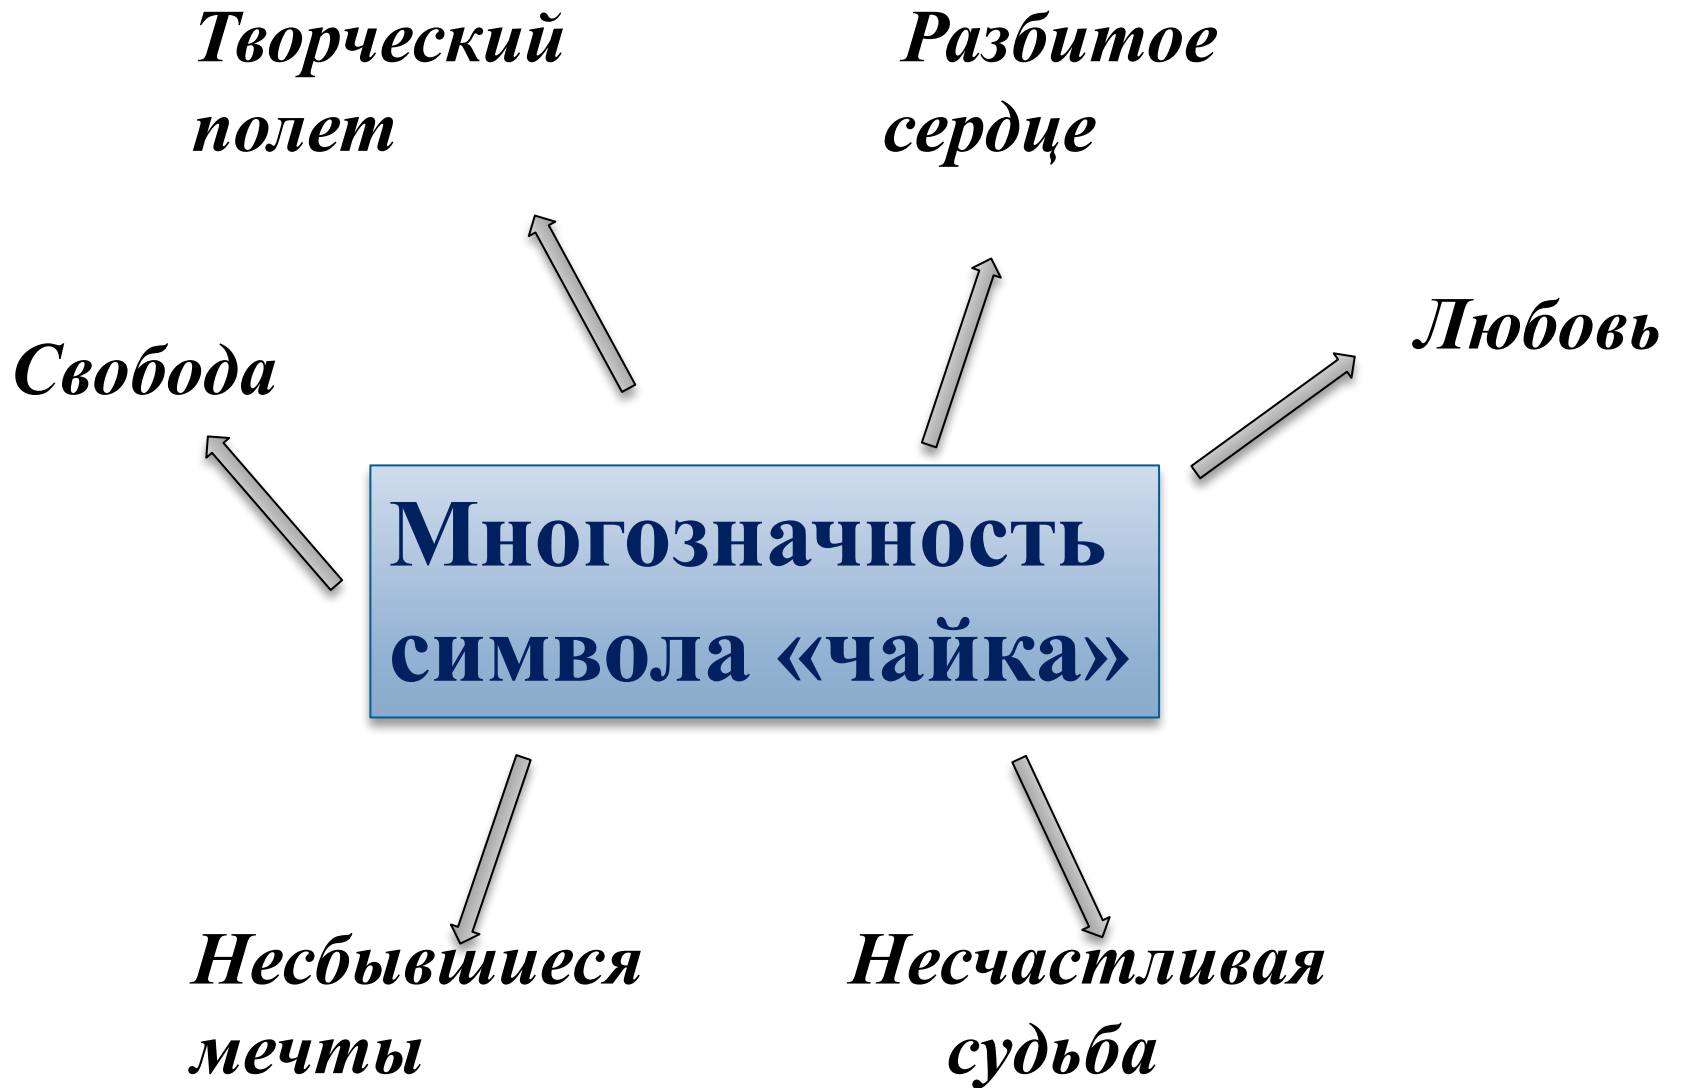 Творческий
полет
Разбитое
сердце
Любовь
Свобода
Многозначность
символа «чайка»
Несбывшиеся
мечты
Несчастливая
судьба